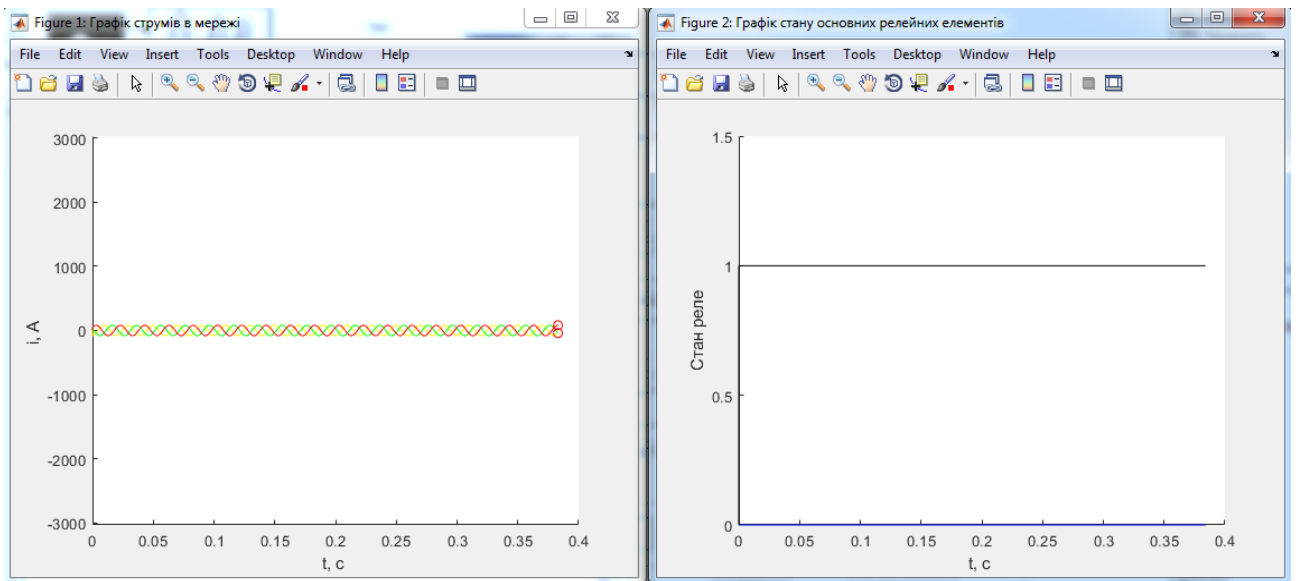 Figure 1: Графік струмів в мережі
File Edit View Insert Tools Desktop Window Help
3000
2000
1000
0
-1000
-2000
-3000
i, A
0 0.05 0.1 0.15 0.2 0.25 0.3 0.35 0.4
t, c
Figure 2: Графік стану основних релейних елементів
File Edit View Insert Tools Desktop Window Help
1.5
1
0.5
0
Стан реле
0 0.05 0.1 0.15 0.2 0.25 0.3 0.35 0.4
t, c